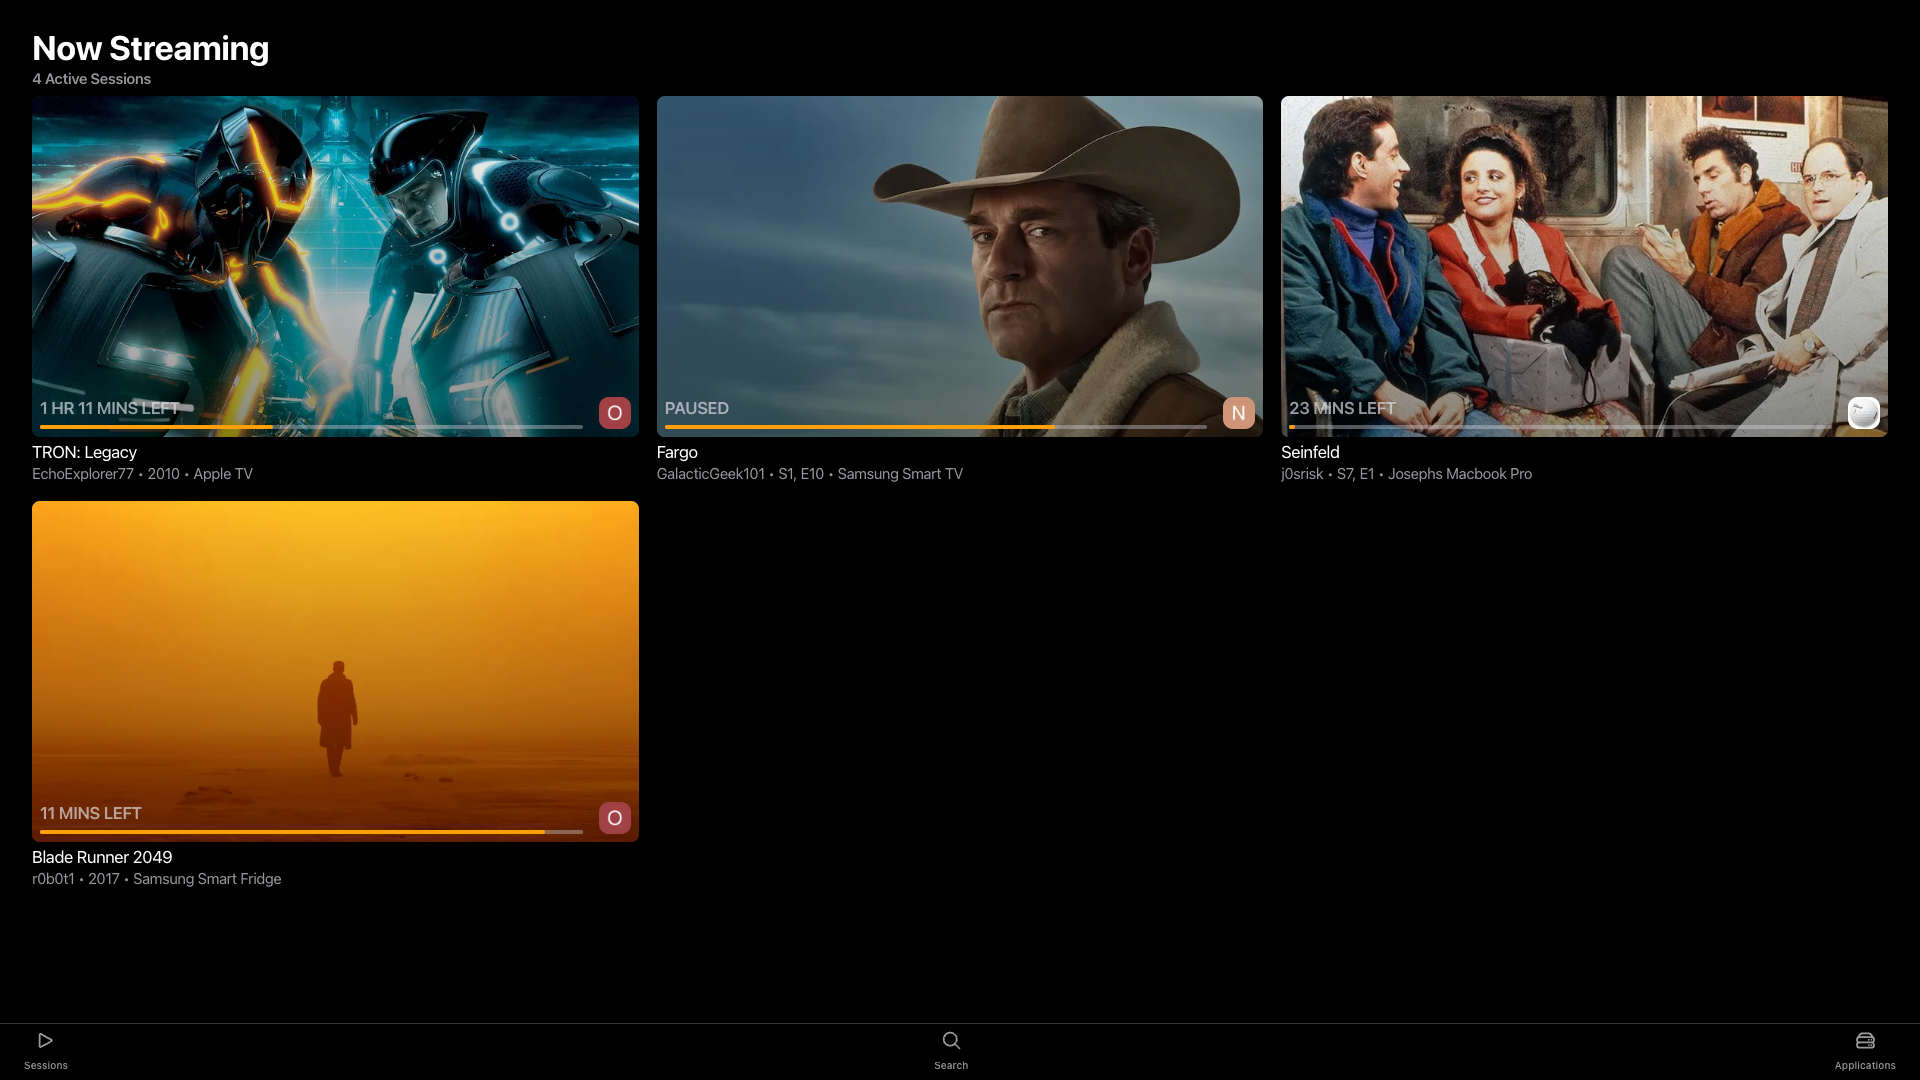 Now Streaming
4 Active Sessions
1 HR 11 MINS LEFT
O
PAUSED
N
23 MINS LEFT
TRON: Legacy
EchoExplorer77 • 2010 • Apple TV
Fargo
GalacticGeek101 • S1, E10 • Samsung Smart TV
Seinfeld
j0srisk • S7, E1 • Josephs Macbook Pro
11 MINS LEFT
O
Blade Runner 2049
r0b0t1 • 2017 • Samsung Smart Fridge
Sessions
Search
Applications